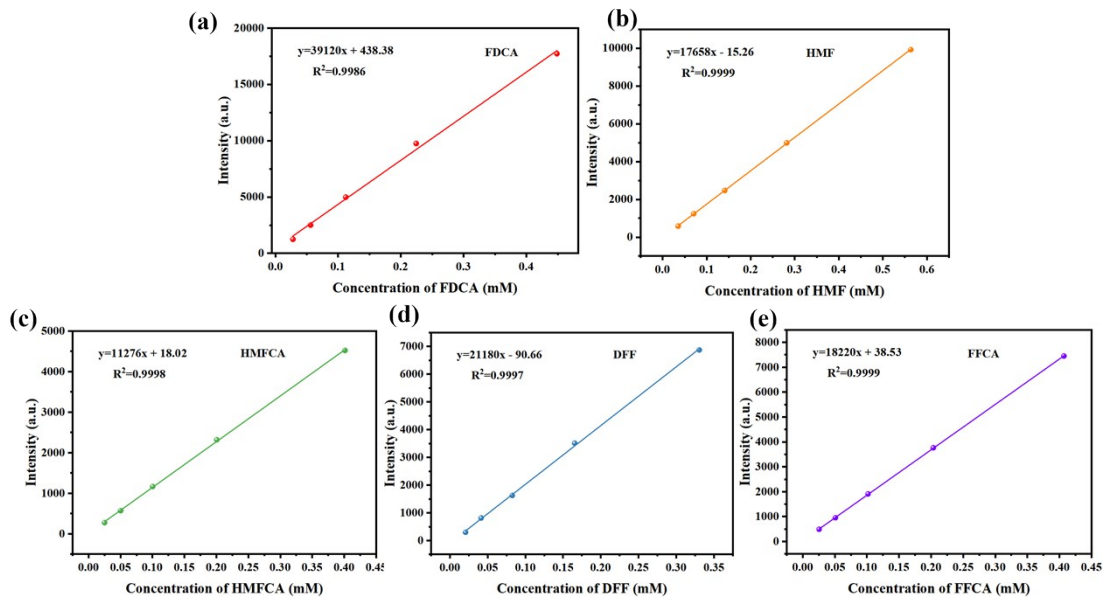 (a)
20000
15000
10000
5000
0
0.0 0.1 0.2 0.3 0.4
Intensity (a.u.)
Concentration of FDCA (mM)
y=39120x + 438.38
R²=0.9986
FDCA
(b)
10000
8000
6000
4000
2000
0
0.0 0.1 0.2 0.3 0.4 0.5 0.6
Intensity (a.u.)
Concentration of HMF (mM)
y=17658x - 15.26
R²=0.9999
HMF
(c)
5000
4000
3000
2000
1000
0
0.00 0.05 0.10 0.15 0.20 0.25 0.30 0.35 0.40 0.45
Intensity (a.u.)
Concentration of HMFCA (mM)
y=11276x + 18.02
R²=0.9998
HMFCA
(d)
7000
6000
5000
4000
3000
2000
1000
0
0.00 0.05 0.10 0.15 0.20 0.25 0.30 0.35
Intensity (a.u.)
Concentration of DFF (mM)
y=21180x - 90.66
R²=0.9997
DFF
(e)
8000
7000
6000
5000
4000
3000
2000
1000
0
0.00 0.05 0.10 0.15 0.20 0.25 0.30 0.35 0.40 0.45
Intensity (a.u.)
Concentration of FFCA (mM)
y=18220x + 38.53
R²=0.9999
FFCA